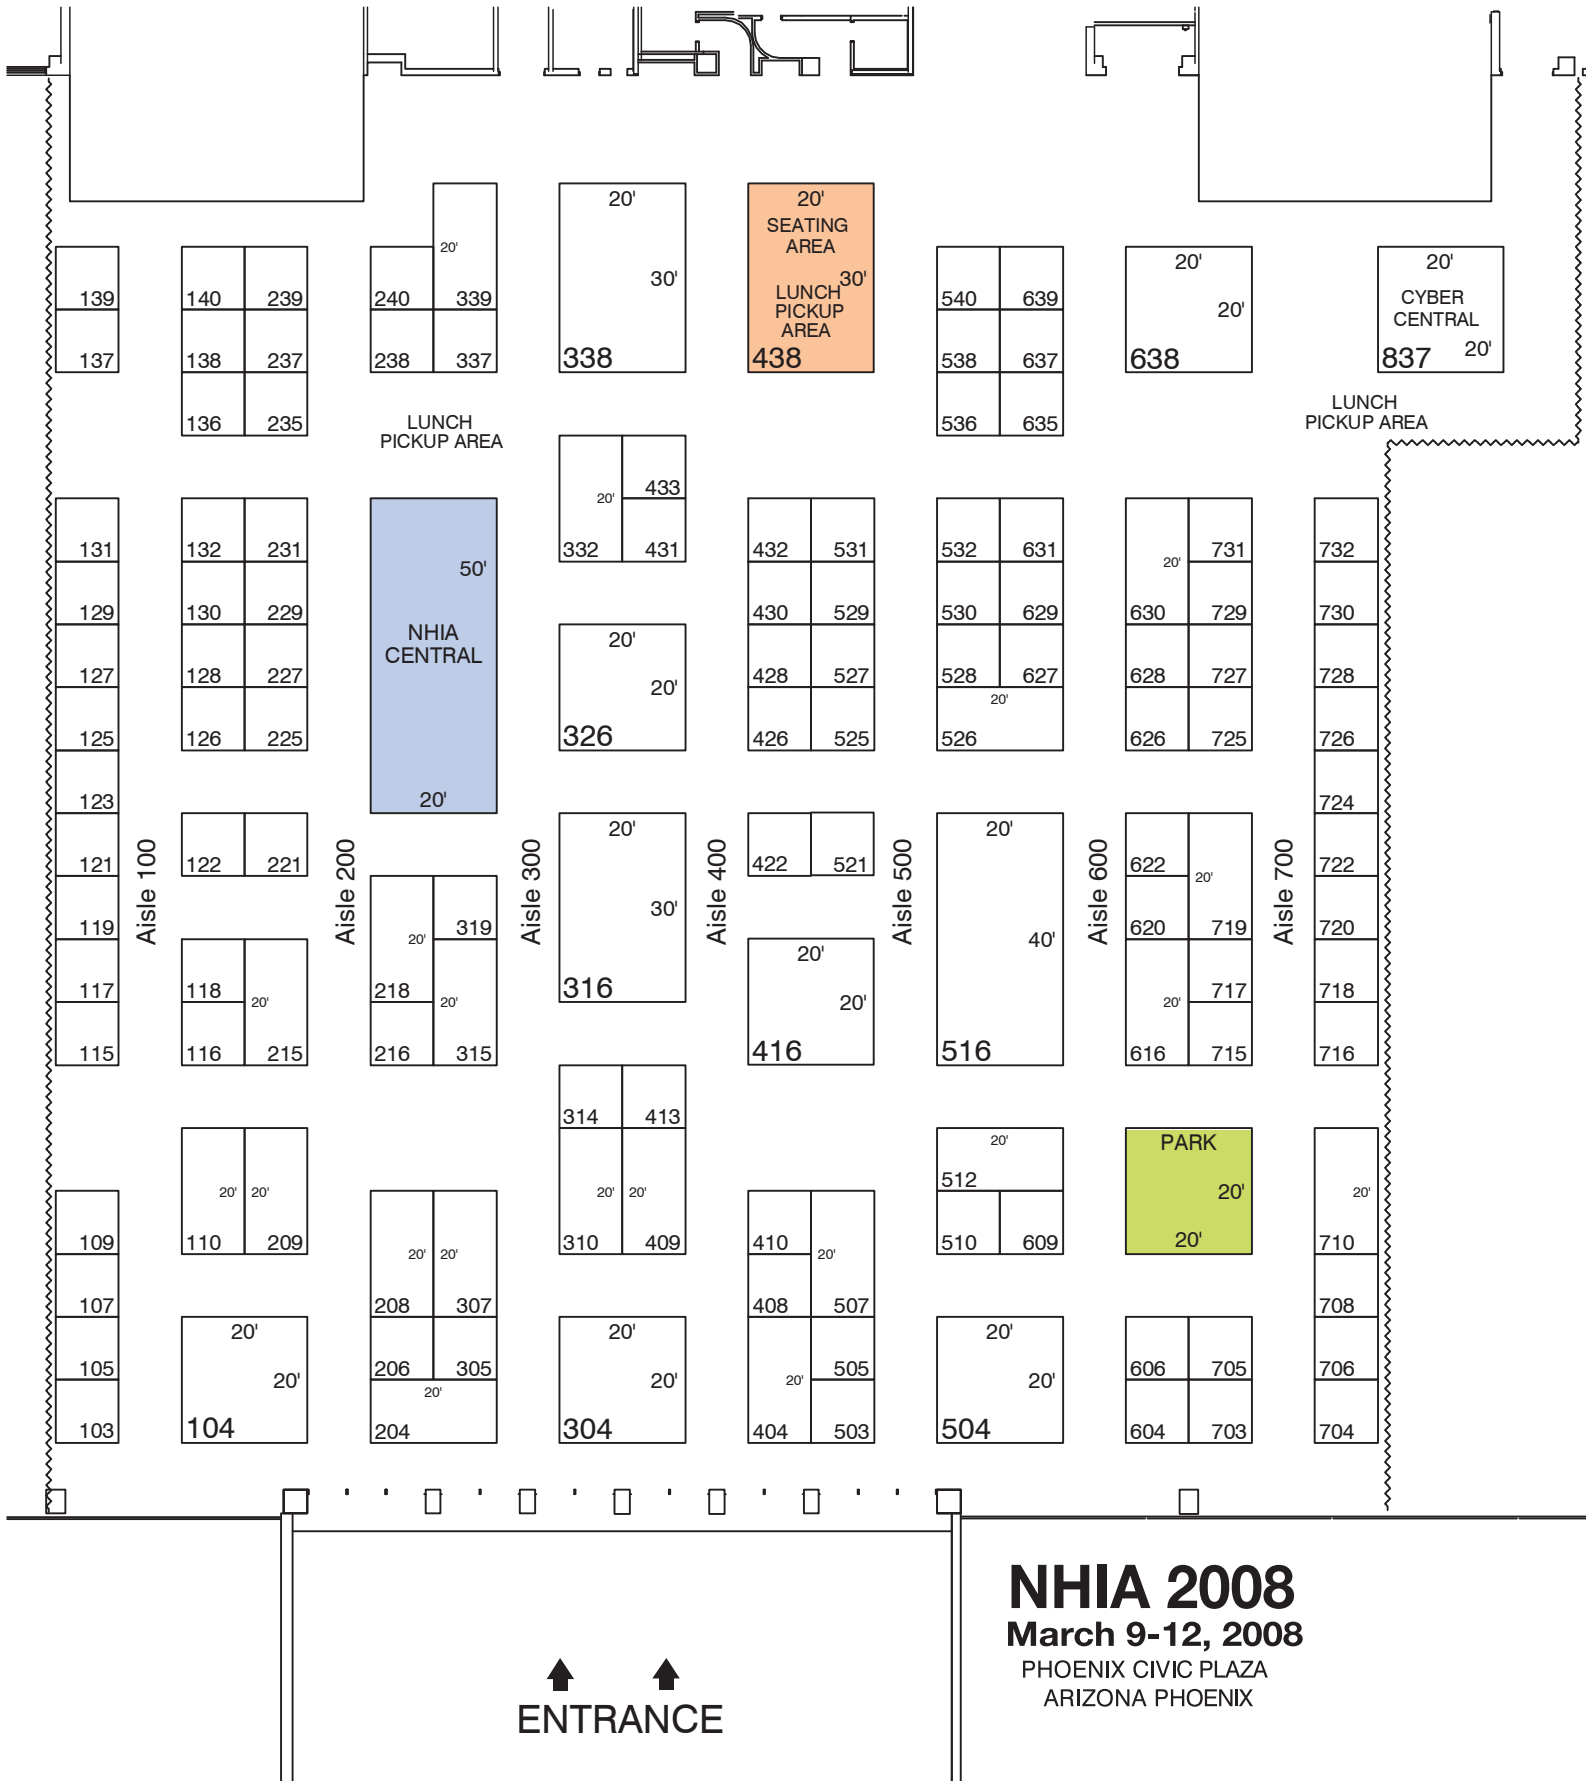 20' 20'
SEATING
AREA
20' 20' 20'
30' 30'
139 140 239 240 339 LUNCH 540 639 CYBER
PICKUP 20' CENTRAL
AREA
137 138 237 238 337 338 438 538 637 638 837 20'
136 235 LUNCH 536 635 LUNCH
PICKUP AREA PICKUP AREA
20' 433
131 132 231 332 431 432 531 532 631 20' 731 732
50'
129 130 229 430 529 530 629 630 729 730
NHIA 20'
CENTRAL
127 128 227 20' 428 527 528 627 628 727 728
20'
125 126 225 326 426 525 526 626 725 726
123 20' 724
20' 20'
121 122 221 422 521 622 20' 722
Aisle 100 Aisle 200 Aisle 300 Aisle 400 Aisle 500 Aisle 600 Aisle 700
30'
119 20' 319 20' 40' 620 719 720
117 118 20' 218 20' 316 20' 20' 717 718
115 116 215 216 315 416 516 616 715 716
314 413 20' PARK
20' 20' 20' 20' 512 20' 20'
109 110 209 310 409 410 510 609 20' 710
20' 20' 20'
107 208 307 408 507 708
20' 20' 20'
105 206 305 505 606 705 706
20' 20' 20' 20' 20'
103 104 204 304 404 503 504 604 703 704
NHIA 2008
March 9-12, 2008
PHOENIX CIVIC PLAZA
ARIZONA PHOENIX
ENTRANCE